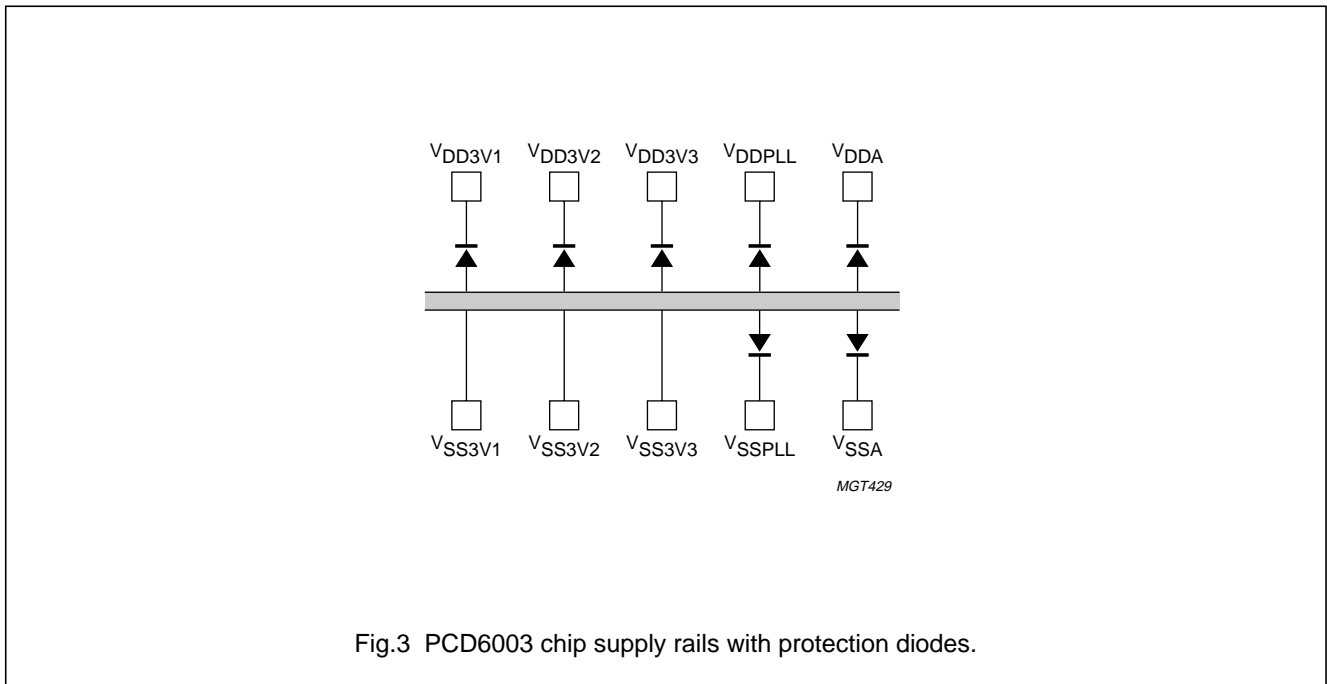 VDD3V1 VDD3V2 VDD3V3 VDDPLL VDDA
VSS3V1 VSS3V2 VSS3V3 VSSPLL VSSA
MGT429
Fig.3 PCD6003 chip supply rails with protection diodes.